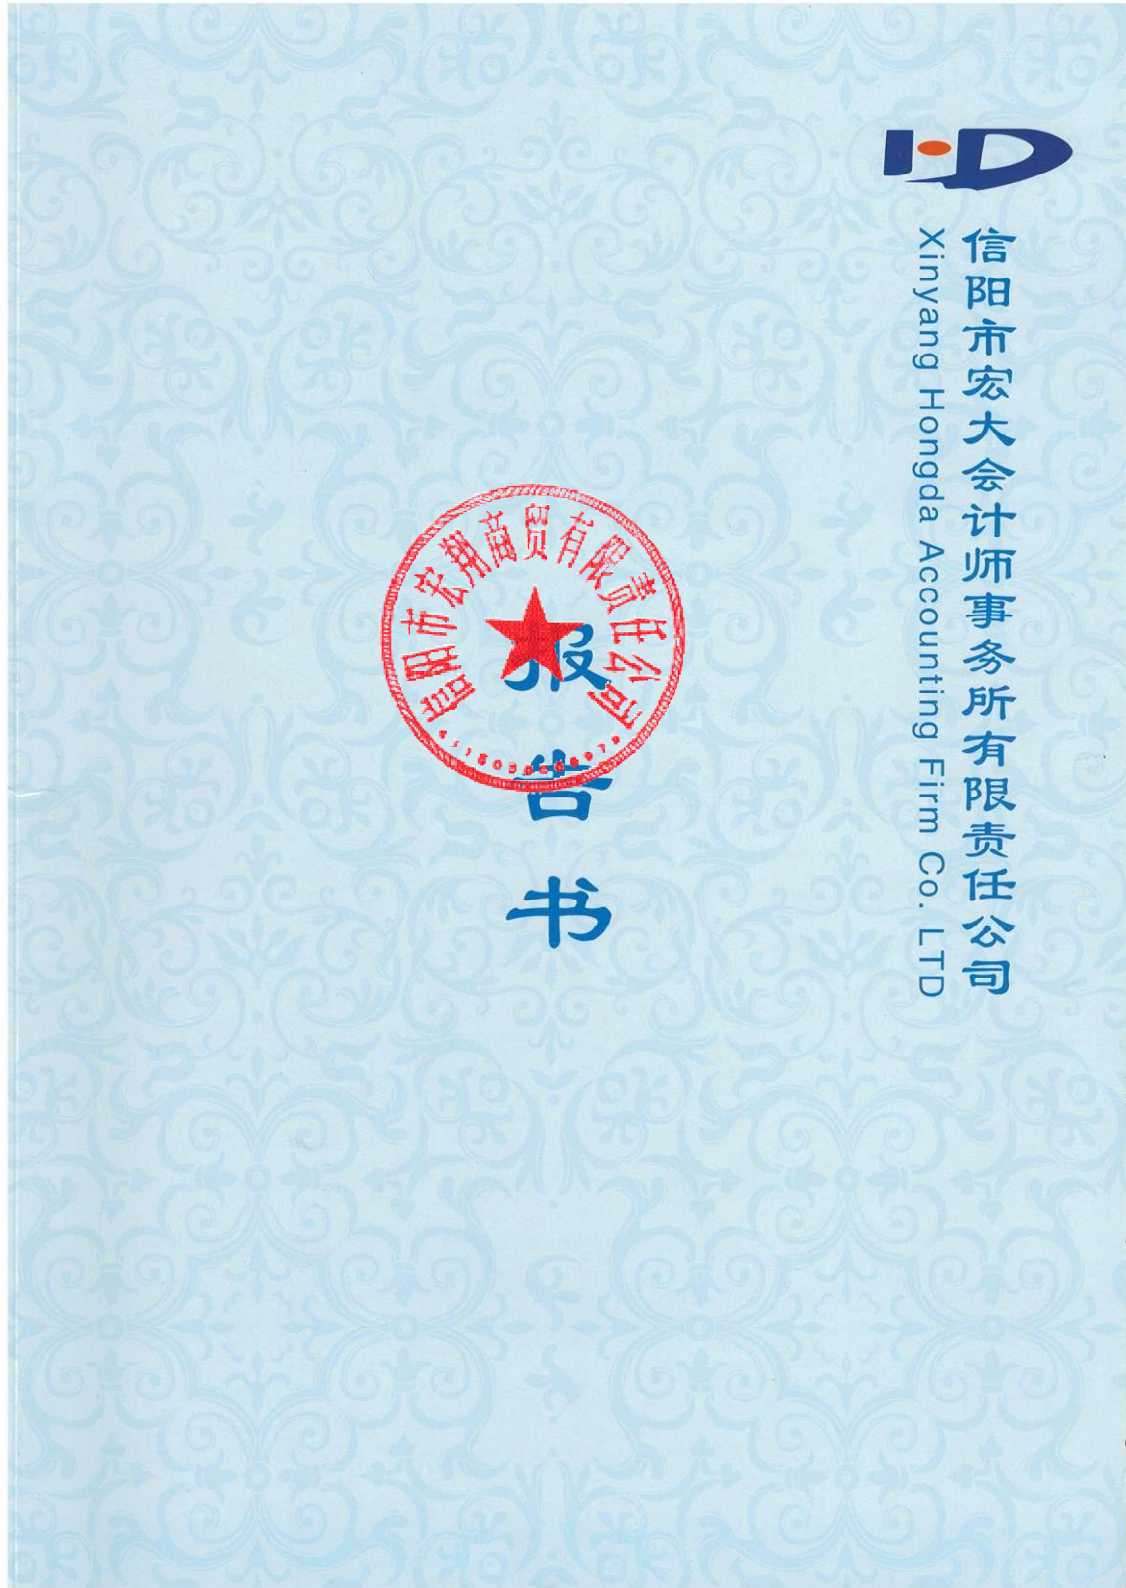 信阳市宏大会计师事务所有限责任公司
Xinyang Hongda Accounting Firm Co. LTD
信阳市宏翔商贸有限责任公司
报
告
书